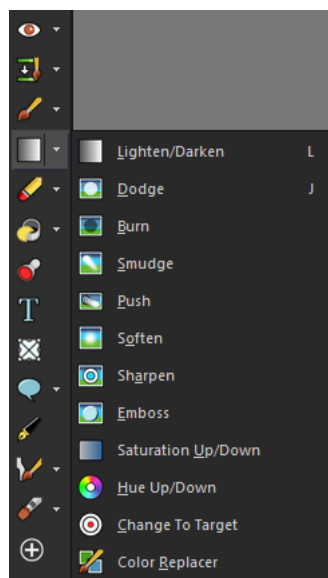 Lighten/Darken L
Dodge J
Burn
Smudge
Push
Soften
Sharpen
T
Emboss
Saturation Up/Down
Hue Up/Down
Change To Target
Color Replacer